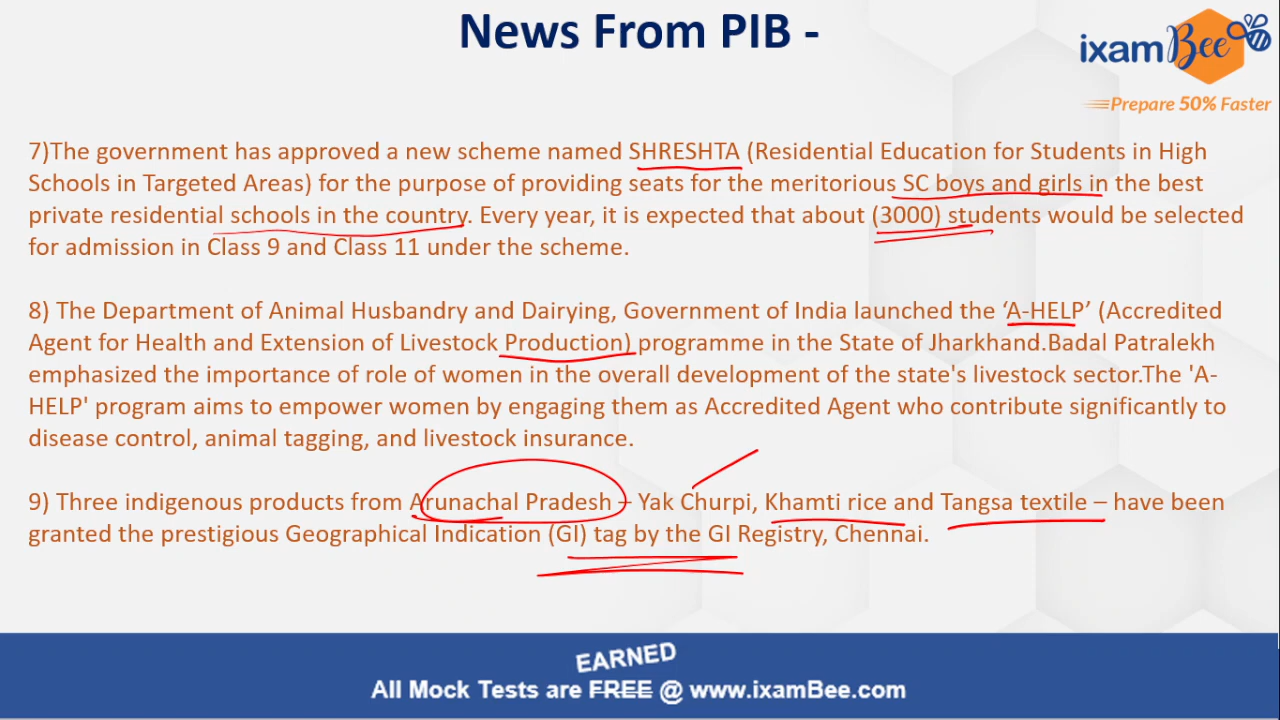 News From PIB -
ixamBee
Prepare 50% Faster
7)The government has approved a new scheme named SHRESHTA (Residential Education for Students in High
Schools in Targeted Areas) for the purpose of providing seats for the meritorious SC boys and girls in the best
private residential schools in the country. Every year, it is expected that about (3000) students would be selected
for admission in Class 9 and Class 11 under the scheme.
8) The Department of Animal Husbandry and Dairying, Government of India launched the ‘A-HELP’ (Accredited
Agent for Health and Extension of Livestock Production) programme in the State of Jharkhand.Badal Patralekh
emphasized the importance of role of women in the overall development of the state's livestock sector.The 'A-
HELP' program aims to empower women by engaging them as Accredited Agent who contribute significantly to
disease control, animal tagging, and livestock insurance.
9) Three indigenous products from Arunachal Pradesh – Yak Churpi, Khamti rice and Tangsa textile – have been
granted the prestigious Geographical Indication (GI) tag by the GI Registry, Chennai.
EARNED
All Mock Tests are FREE @ www.ixamBee.com